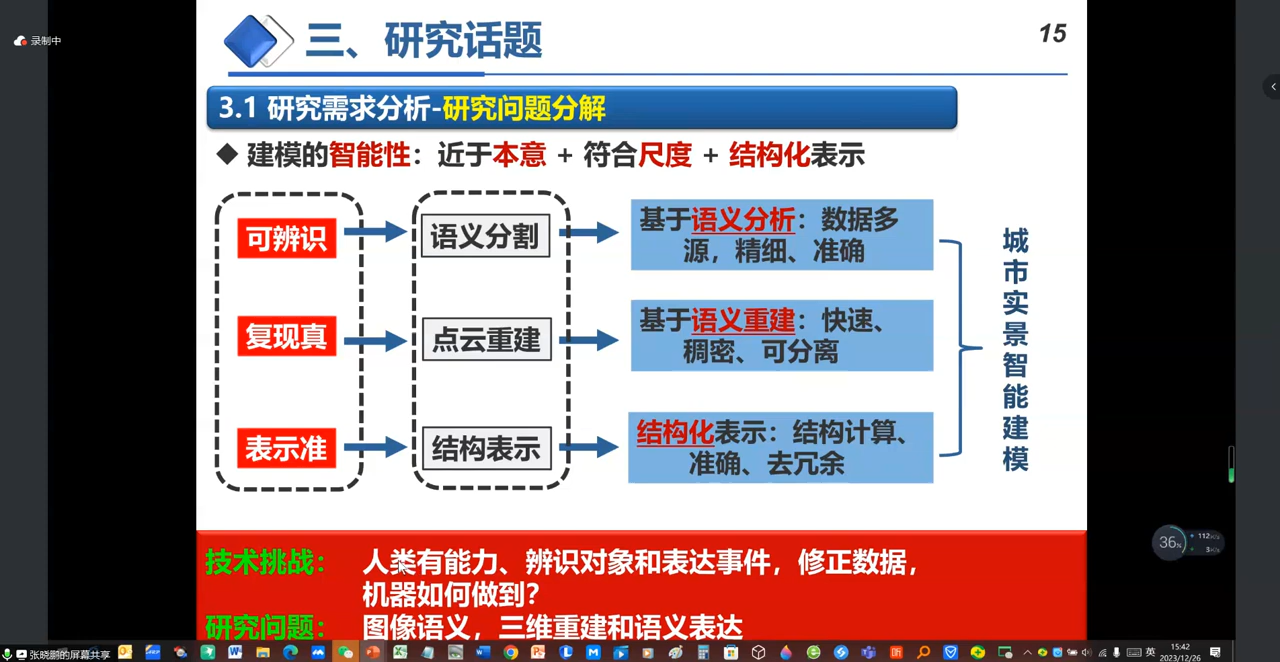 录制中
三、研究话题
15
3.1 研究需求分析-研究问题分解
◆ 建模的智能性：近于本意 + 符合尺度 + 结构化表示
可辨识
语义分割
基于语义分析：数据多
源，精细、准确
复现真
点云重建
基于语义重建：快速、
稠密、可分离
表示准
结构表示
结构化表示：结构计算、
准确、去冗余
城市实景智能建模
技术挑战：
人类有能力、辨识对象和表达事件，修正数据，
机器如何做到？
研究问题：
图像语义，三维重建和语义表达
36%
张晓鹏的屏幕共享
英
15:42
2023/12/26